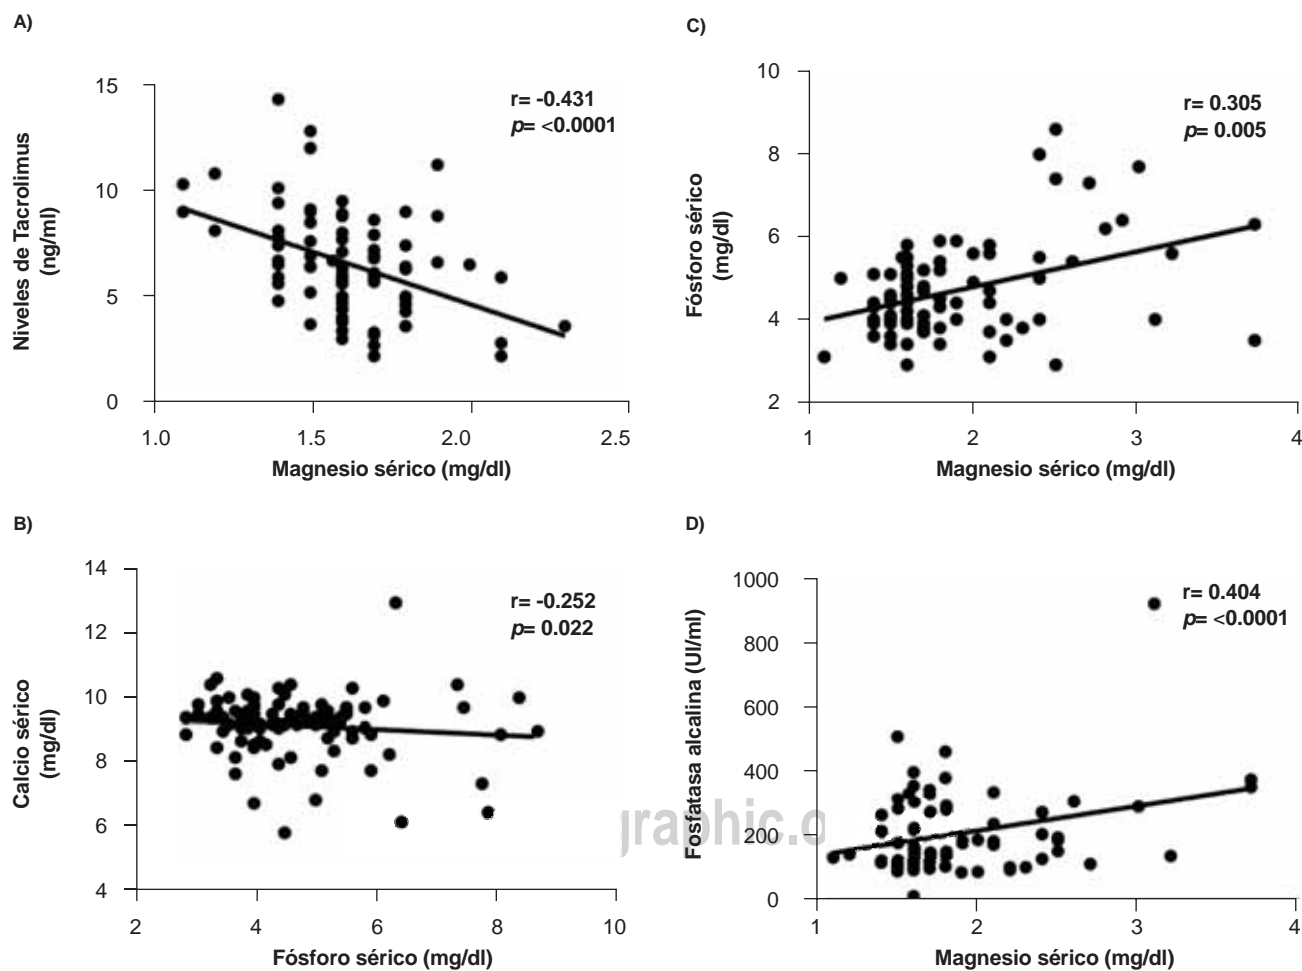 A)
15
10
5
0
Niveles de Tacrolimus
(ng/ml)
r= -0.431
p= <0.0001
1.0
1.5
2.0
2.5
Magnesio sérico (mg/dl)
C)
10
8
6
4
2
Fósforo sérico
(mg/dl)
r= 0.305
p= 0.005
1
2
3
4
Magnesio sérico (mg/dl)
B)
14
12
10
8
6
4
Calcio sérico
(mg/dl)
r= -0.252
p= 0.022
2
4
6
8
10
Fósforo sérico (mg/dl)
D)
1000
800
600
400
200
0
Fosfatasa alcalina (UI/ml)
r= 0.404
p= <0.0001
1
2
3
4
Magnesio sérico (mg/dl)
graphic.o